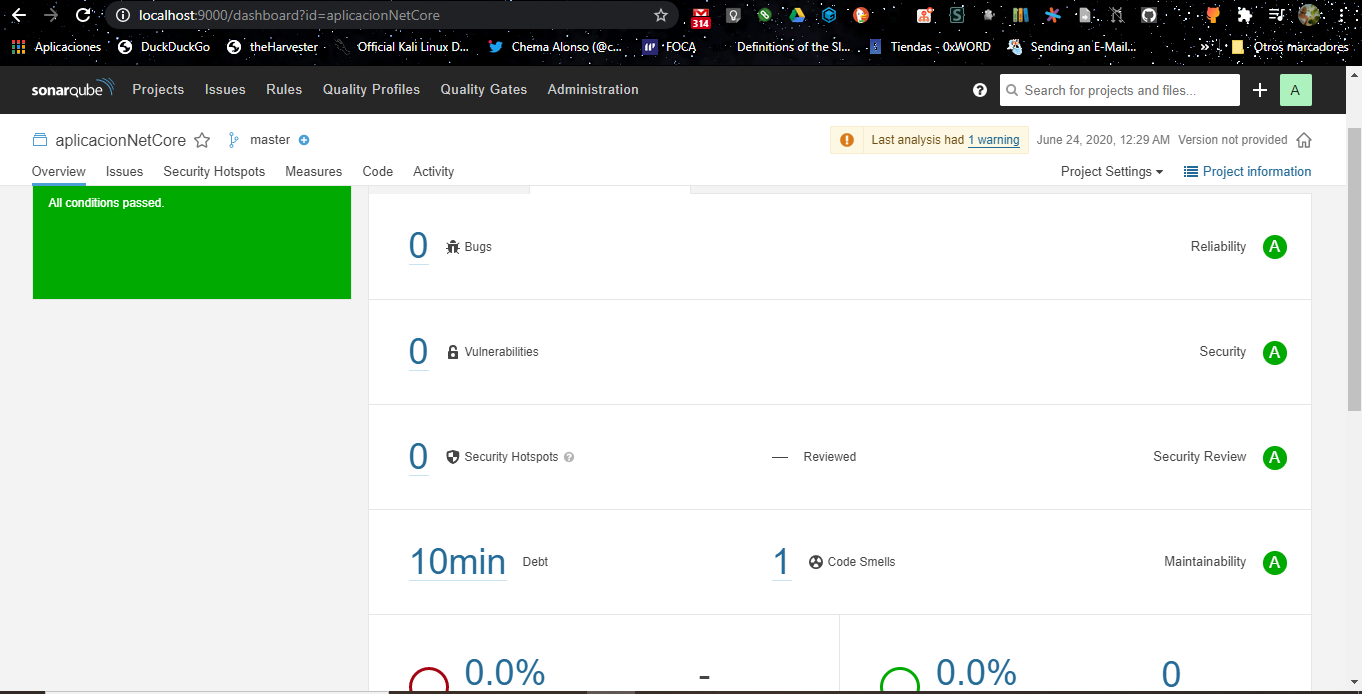 localhost:9000/dashboard?id=aplicacionNetCore
314
Aplicaciones DuckDuckGo theHarvester Official Kali Linux D... Chema Alonso (@c... FOCA Definitions of the SI... Tiendas - 0xWORD Sending an E-Mail... » Otros marcadores
sonarqube Projects Issues Rules Quality Profiles Quality Gates Administration Search for projects and files... A
aplicacionNetCore master Last analysis had 1 warning June 24, 2020, 12:29 AM Version not provided
Overview Issues Security Hotspots Measures Code Activity Project Settings Project information
All conditions passed.
0 Bugs Reliability A
0 Vulnerabilities Security A
0 Security Hotspots — Reviewed Security Review A
10min Debt 1 Code Smells Maintainability A
0.0% - 0.0% 0